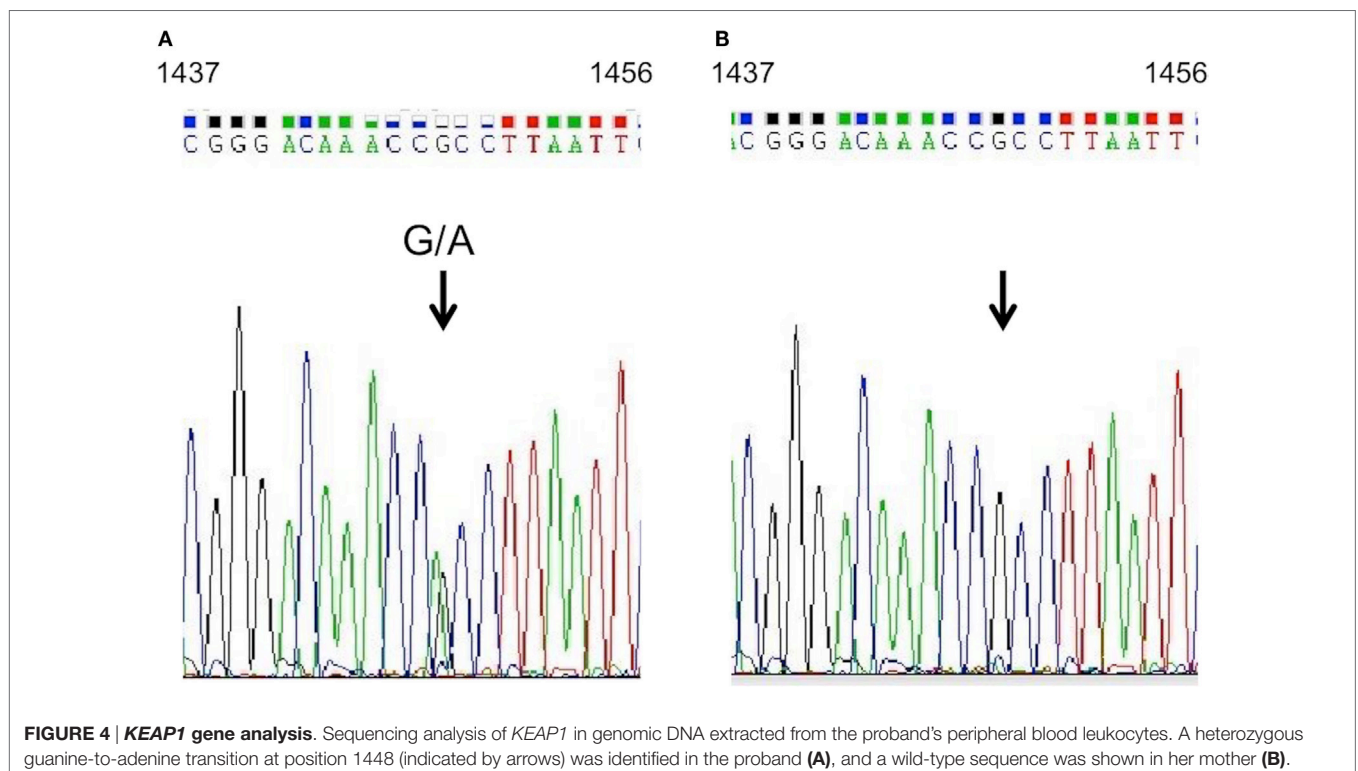 A
B
1437 1456
1437 1456
C G G G A C A A A C C G C C T T A A T T
A C G G G A C A A A C C G C C T T A A T T
G/A
FIGURE 4 | KEAP1 gene analysis. Sequencing analysis of KEAP1 in genomic DNA extracted from the proband's peripheral blood leukocytes. A heterozygous
guanine-to-adenine transition at position 1448 (indicated by arrows) was identified in the proband (A), and a wild-type sequence was shown in her mother (B).